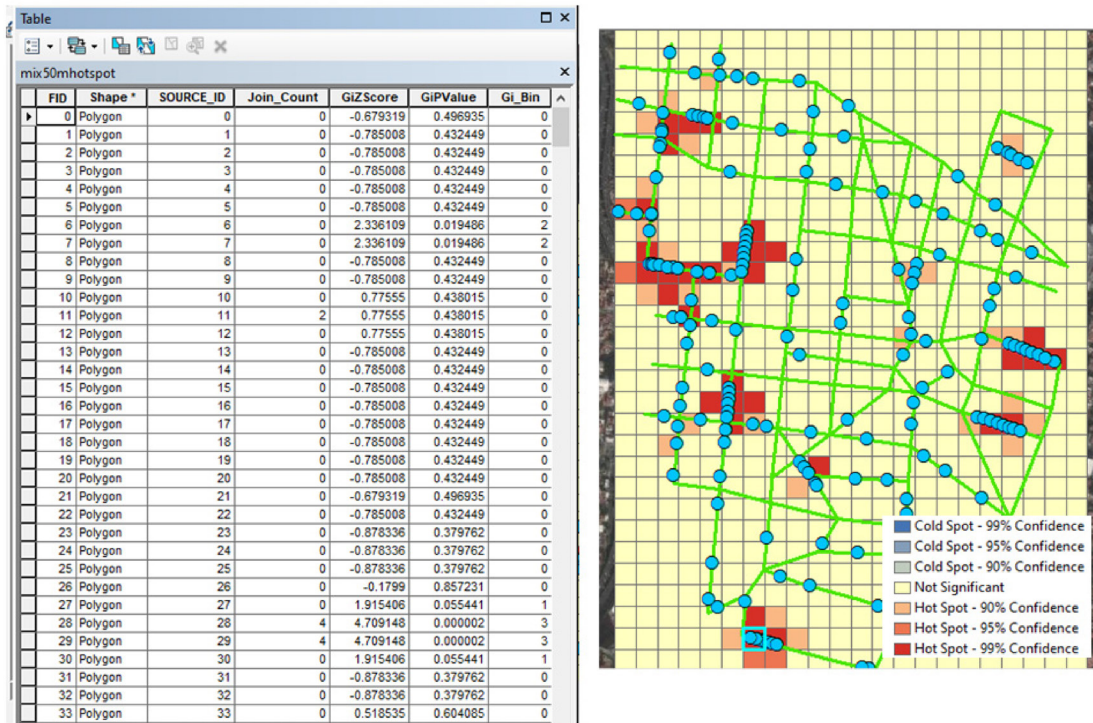 Table
mix50mhotspot
FID Shape * SOURCE_ID Join_Count GiZScore GiPValue Gi_Bin
0 Polygon 0 0 -0.679319 0.496935 0
1 Polygon 1 0 -0.785008 0.432449 0
2 Polygon 2 0 -0.785008 0.432449 0
3 Polygon 3 0 -0.785008 0.432449 0
4 Polygon 4 0 -0.785008 0.432449 0
5 Polygon 5 0 -0.785008 0.432449 0
6 Polygon 6 0 2.336109 0.019486 2
7 Polygon 7 0 2.336109 0.019486 2
8 Polygon 8 0 -0.785008 0.432449 0
9 Polygon 9 0 -0.785008 0.432449 0
10 Polygon 10 0 0.77555 0.438015 0
11 Polygon 11 2 0.77555 0.438015 0
12 Polygon 12 0 0.77555 0.438015 0
13 Polygon 13 0 -0.785008 0.432449 0
14 Polygon 14 0 -0.785008 0.432449 0
15 Polygon 15 0 -0.785008 0.432449 0
16 Polygon 16 0 -0.785008 0.432449 0
17 Polygon 17 0 -0.785008 0.432449 0
18 Polygon 18 0 -0.785008 0.432449 0
19 Polygon 19 0 -0.785008 0.432449 0
20 Polygon 20 0 -0.785008 0.432449 0
21 Polygon 21 0 -0.679319 0.496935 0
22 Polygon 22 0 -0.785008 0.432449 0
23 Polygon 23 0 -0.878336 0.379762 0
24 Polygon 24 0 -0.878336 0.379762 0
25 Polygon 25 0 -0.878336 0.379762 0
26 Polygon 26 0 -0.1799 0.857231 0
27 Polygon 27 0 1.915406 0.055441 1
28 Polygon 28 4 4.709148 0.000002 3
29 Polygon 29 4 4.709148 0.000002 3
30 Polygon 30 0 1.915406 0.055441 1
31 Polygon 31 0 -0.878336 0.379762 0
32 Polygon 32 0 -0.878336 0.379762 0
33 Polygon 33 0 0.518535 0.604085 0
Cold Spot - 99% Confidence
Cold Spot - 95% Confidence
Cold Spot - 90% Confidence
Not Significant
Hot Spot - 90% Confidence
Hot Spot - 95% Confidence
Hot Spot - 99% Confidence